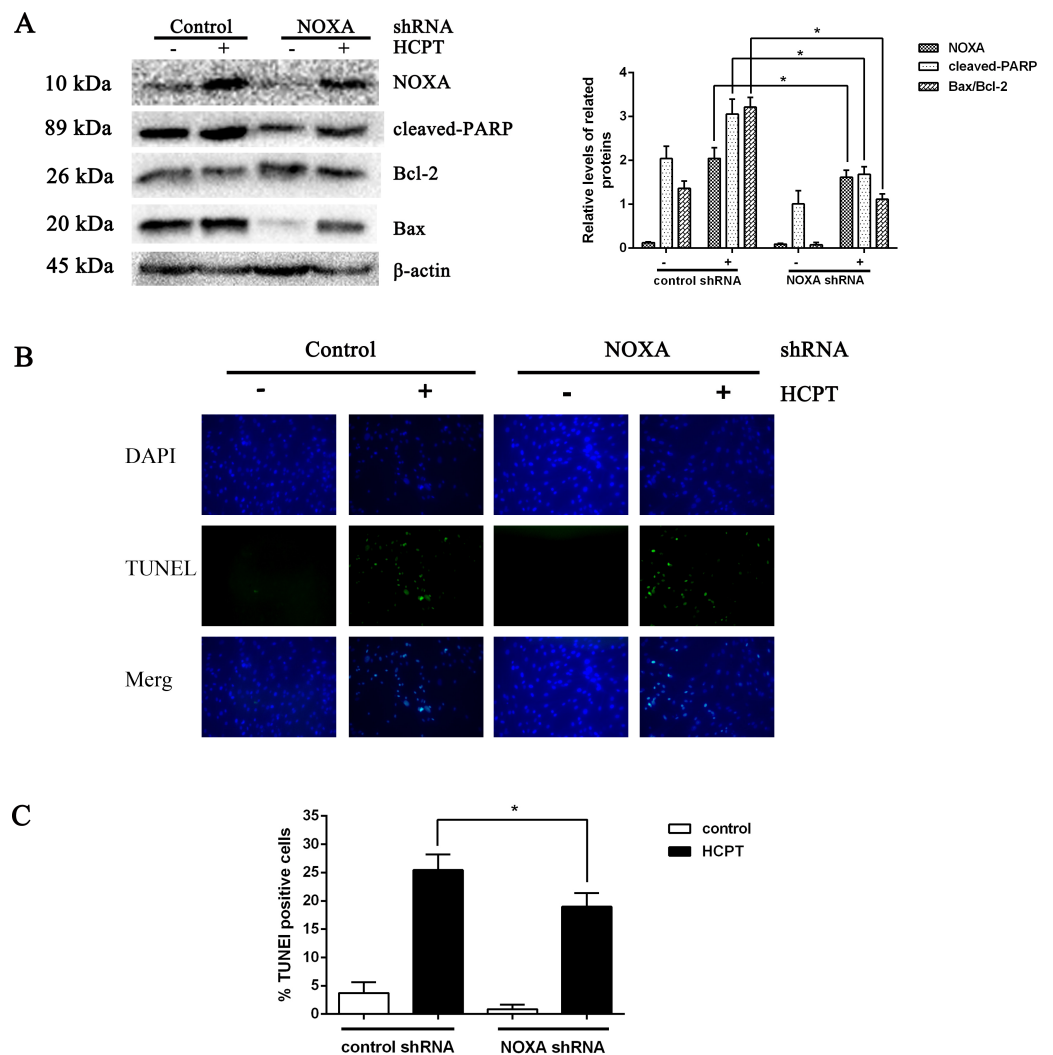 A
Control NOXA shRNA
- + - + HCPT
10 kDa NOXA
89 kDa cleaved-PARP
26 kDa Bcl-2
20 kDa Bax
45 kDa β-actin
* NOXA
* cleaved-PARP
* Bax/Bcl-2
Relative levels of related
proteins
4
3
2
1
0
- + - +
control shRNA NOXA shRNA
B
Control NOXA shRNA
- + - + HCPT
DAPI
TUNEL
Merg
C
% TUNEl positive cells
35
30
25
20
15
10
5
0
*
control
HCPT
control shRNA NOXA shRNA